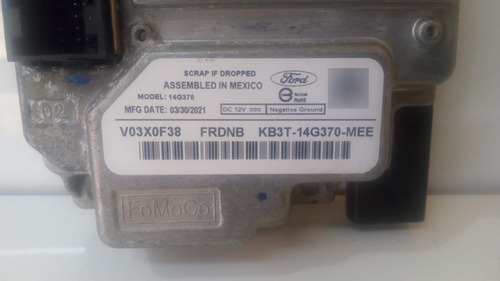 SCRAP IF DROPPED
ASSEMBLED IN MEXICO
MODEL: 14G370
MFG DATE: 03/30/2021
Ford
DC 12V
Negative Ground
V03X0F38 FRDNB KB3T-14G370-MEE
FoMoCo